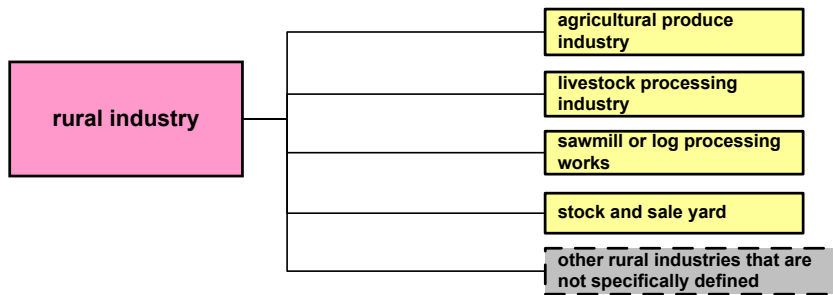 agricultural produce
industry
livestock processing
industry
rural industry
sawmill or log processing
works
stock and sale yard
other rural industries that are
not specifically defined